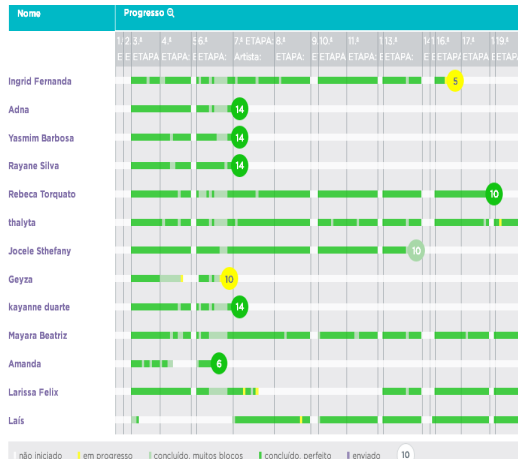 Nome Progresso
1.ª 2.ª 3.ª 4.ª 5.ª 6.ª 7.ª ETAPA: 8.ª 9. 10.ª 11.ª 1 13.ª 14 16.ª 17.ª 1 19.ª
E E ETAPA ETAPA: E ETAPA: Artista: ETAPA: ETAPA ETAPA ETAPA: ETAPA ETAPA ETAP
Ingrid Fernanda 5
Adna 14
Yasmim Barbosa 14
Rayane Silva 14
Rebeca Torquato 10
thalyta
Jocele Sthefany 10
Geyza 10
kayanne duarte 14
Mayara Beatriz
Amanda 6
Larissa Felix
Laís
não iniciado em progresso concluído, muitos blocos concluído, perfeito enviado 10